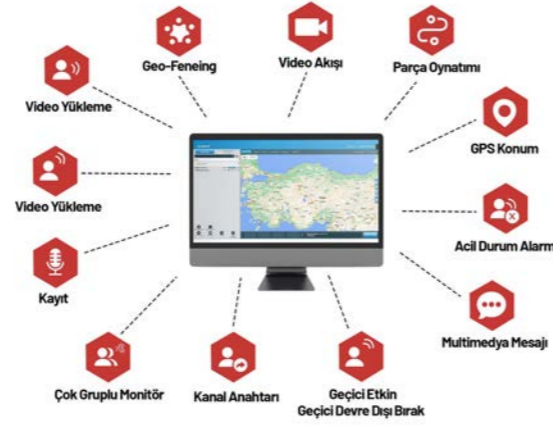 Geo-Feneing
Video Akışı
Parça Oynatımı
Video Yükleme
GPS Konum
Video Yükleme
Acil Durum Alarm
Kayıt
Multimedya Mesajı
Çok Gruplu Monitör
Kanal Anahtarı
Geçici Etkin
Geçici Devre Dışı Bırak